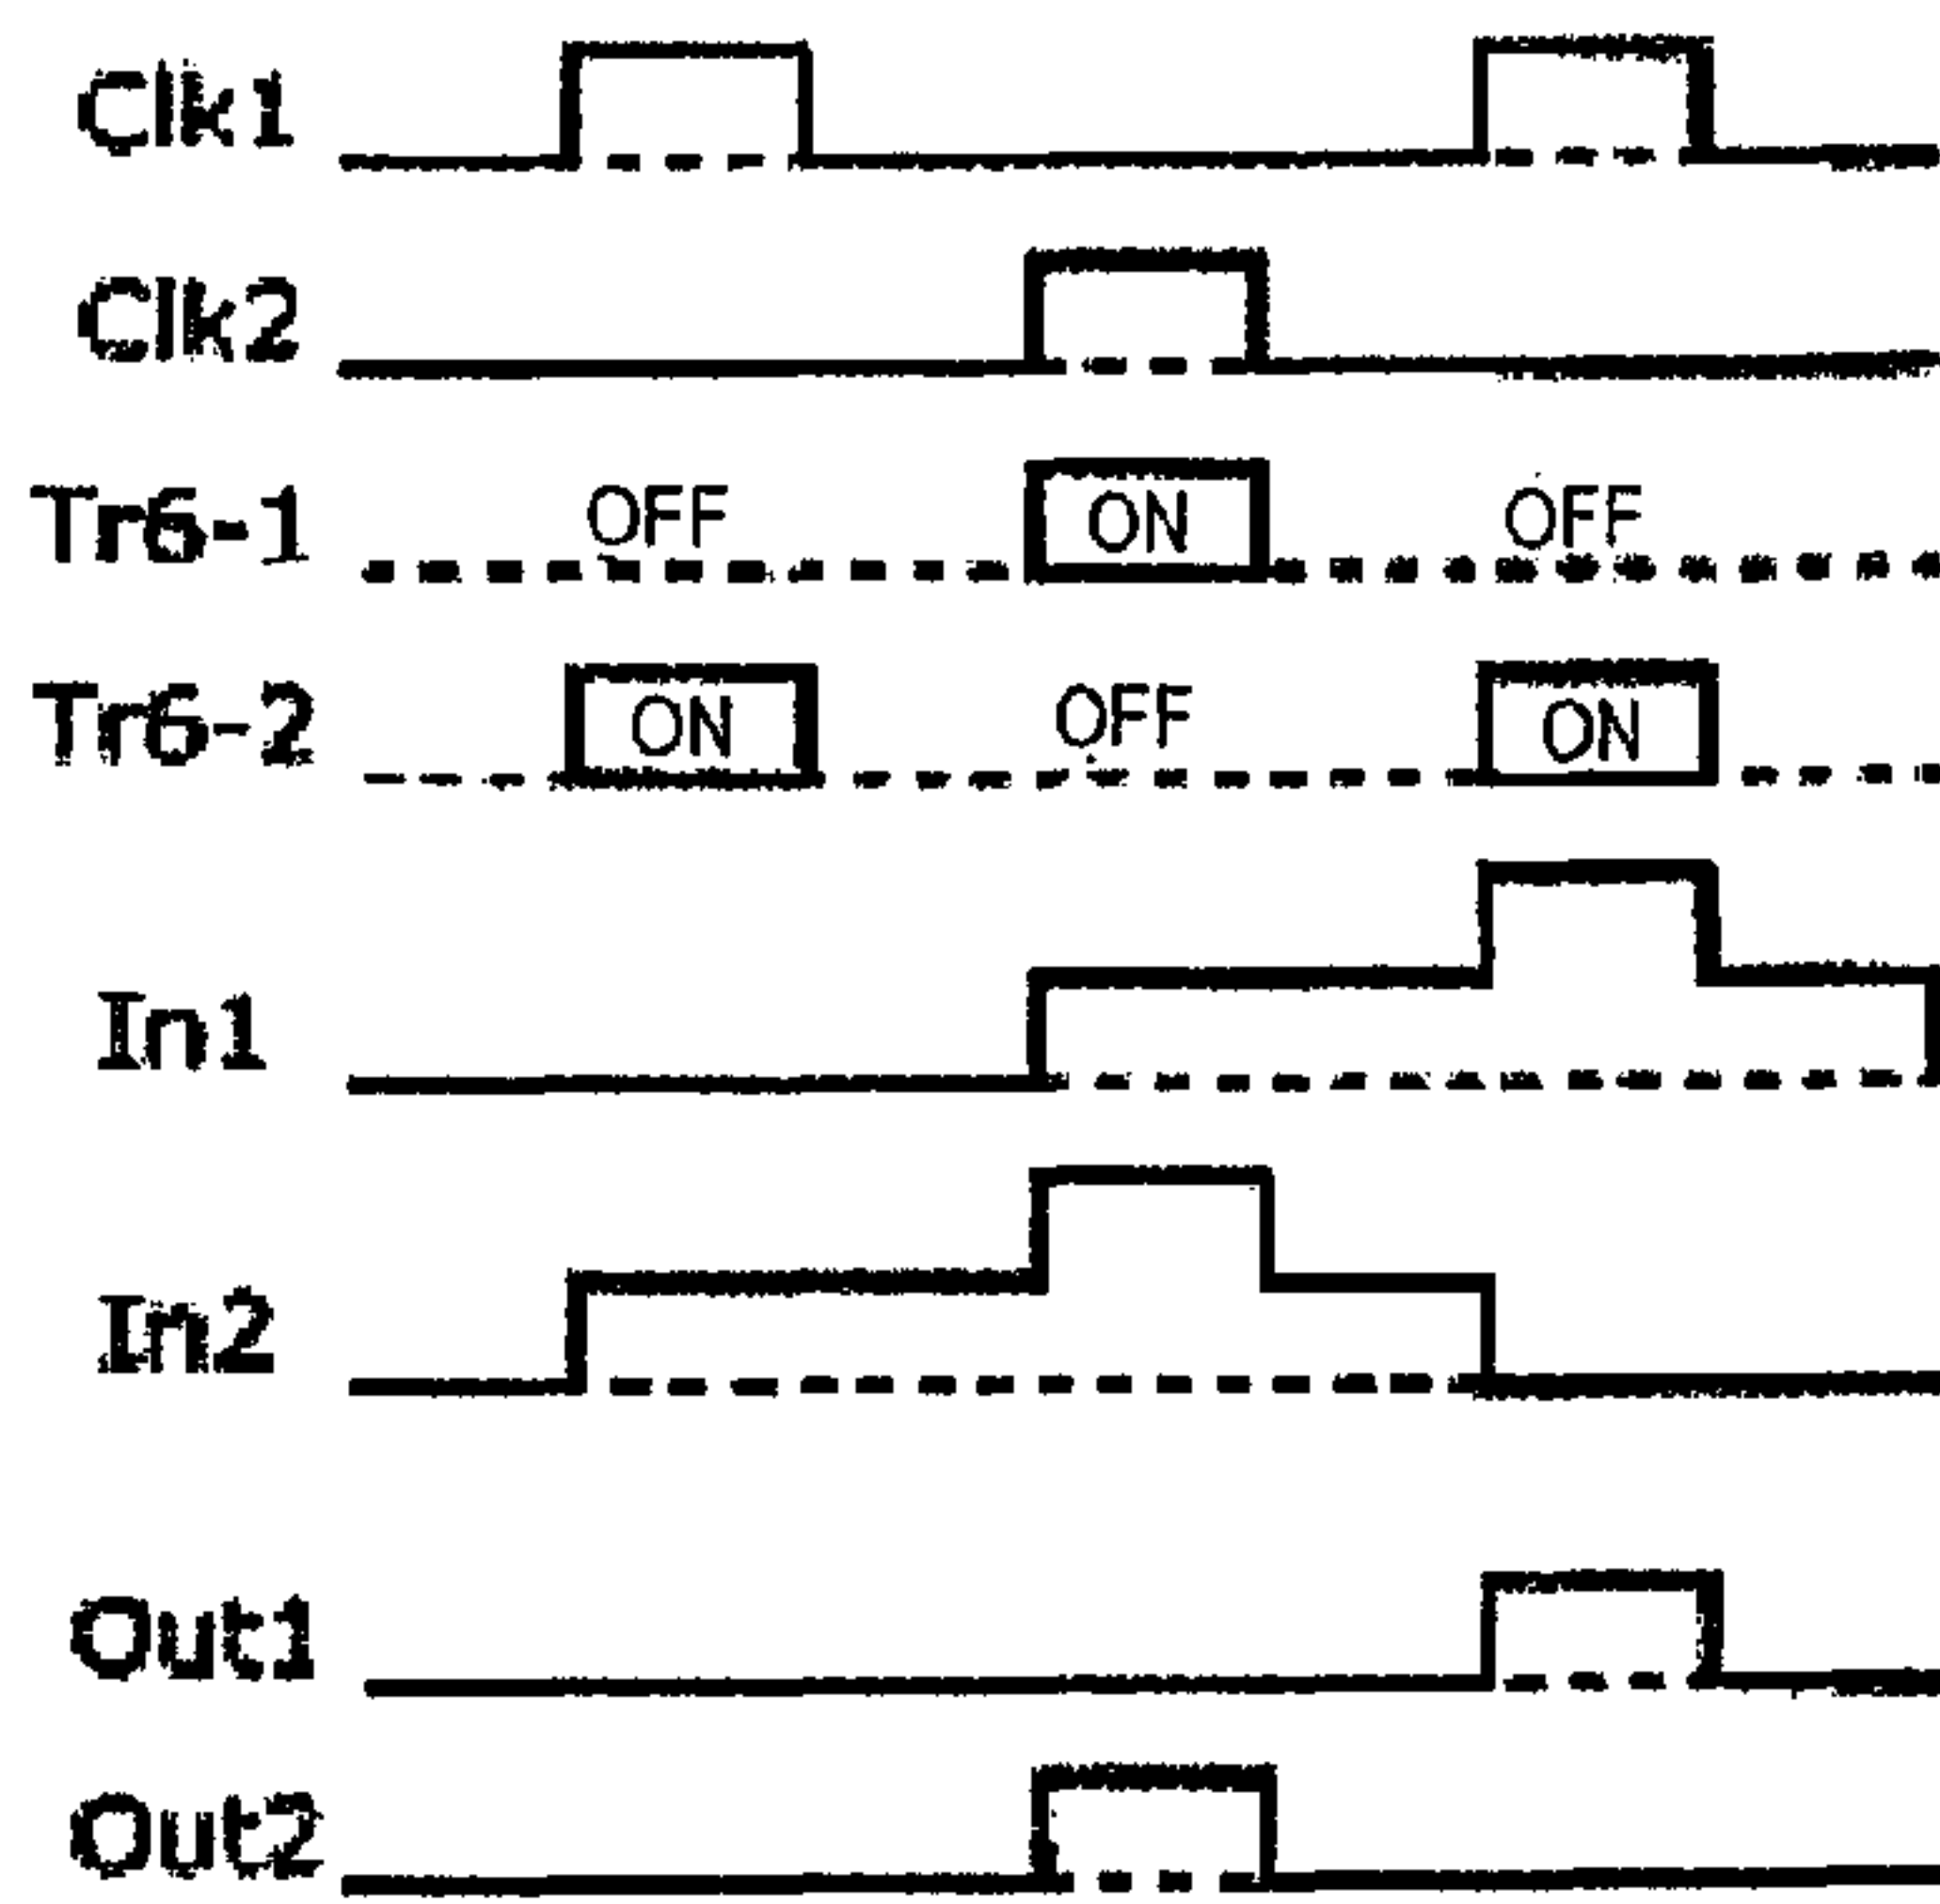 Clk1
Clk2
Tr6-1 OFF ON OFF
Tr6-2 ON OFF ON
In1
In2
Out1
Out2